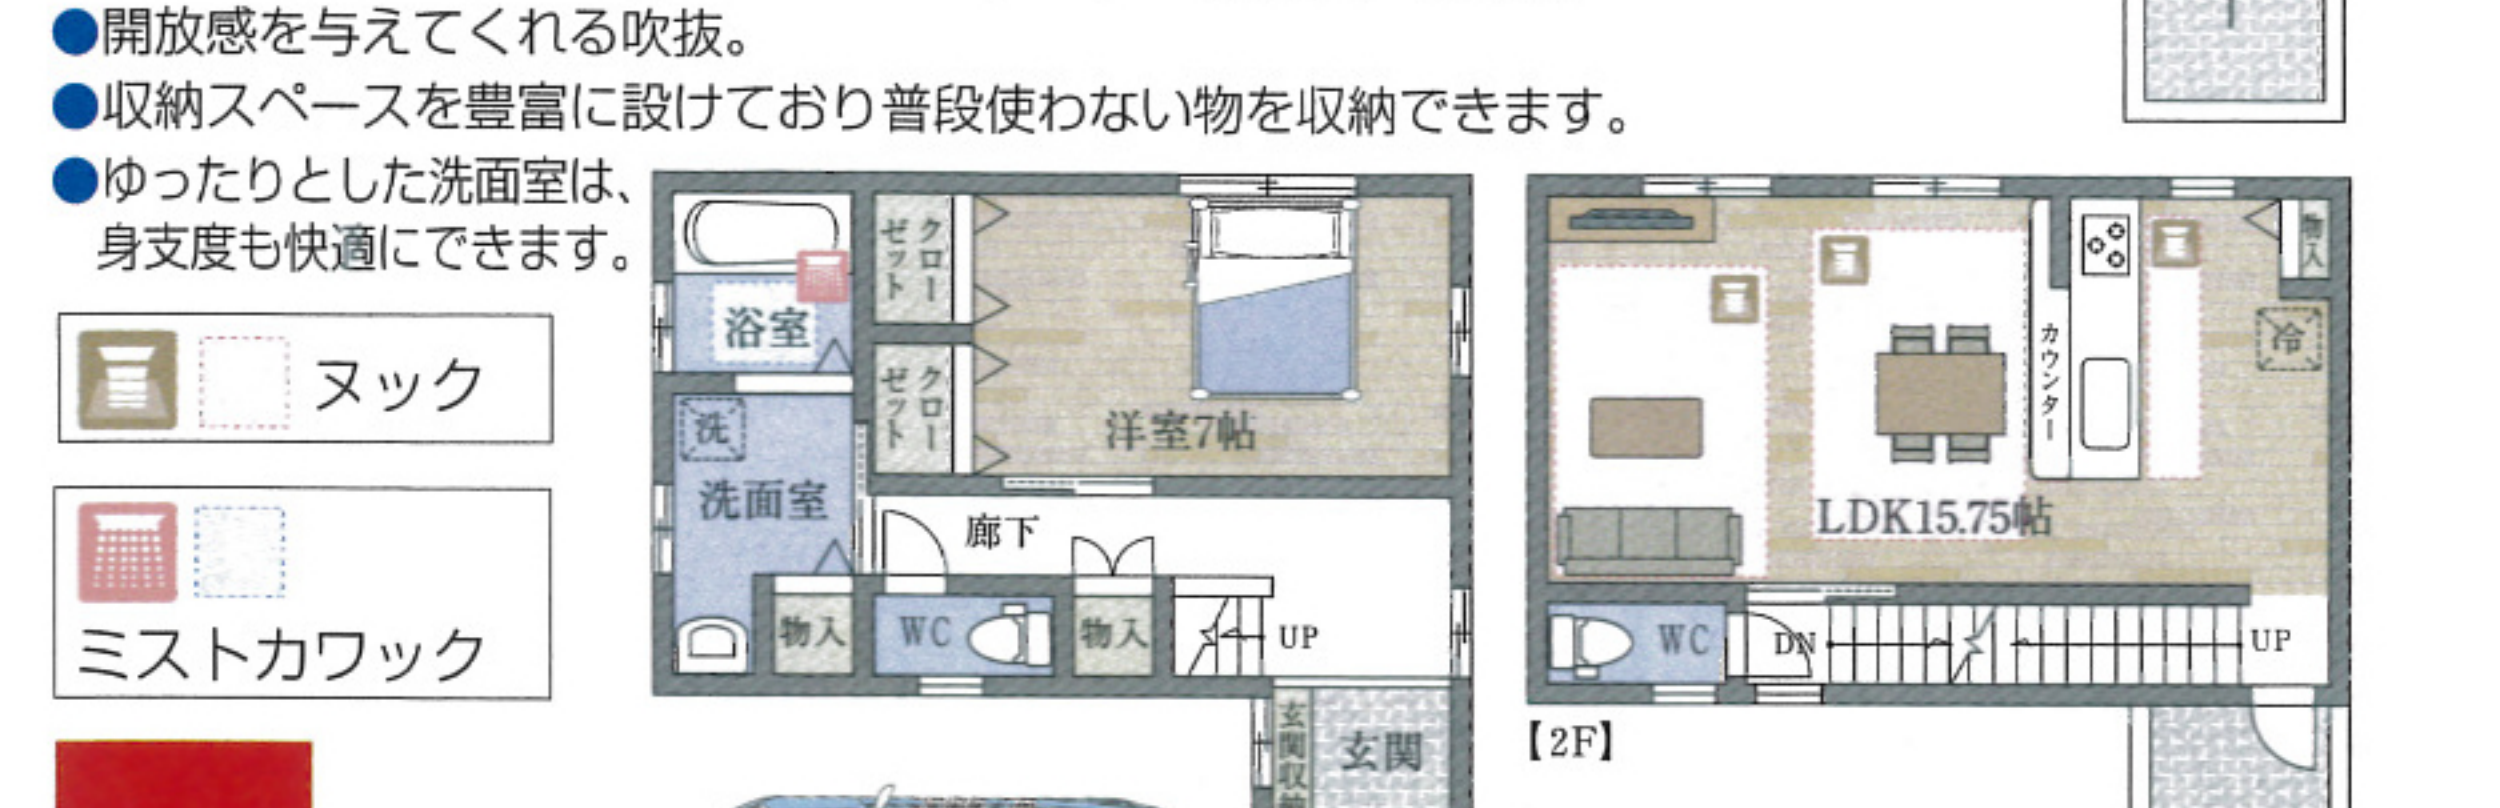 ●開放感を与えてくれる吹抜。
●収納スペースを豊富に設けており普段使わない物を収納できます。
●ゆったりとした洗面室は、
身支度も快適にできます。
ヌック
ミストカワック
浴室
クロー
ゼット
クロー
ゼット
洋室7帖
洗
洗面室
廊下
物入
WC
物入
UP
玄関収納
玄関
物入
冷
カウンター
LDK15.75帖
WC
DN
UP
【2F】